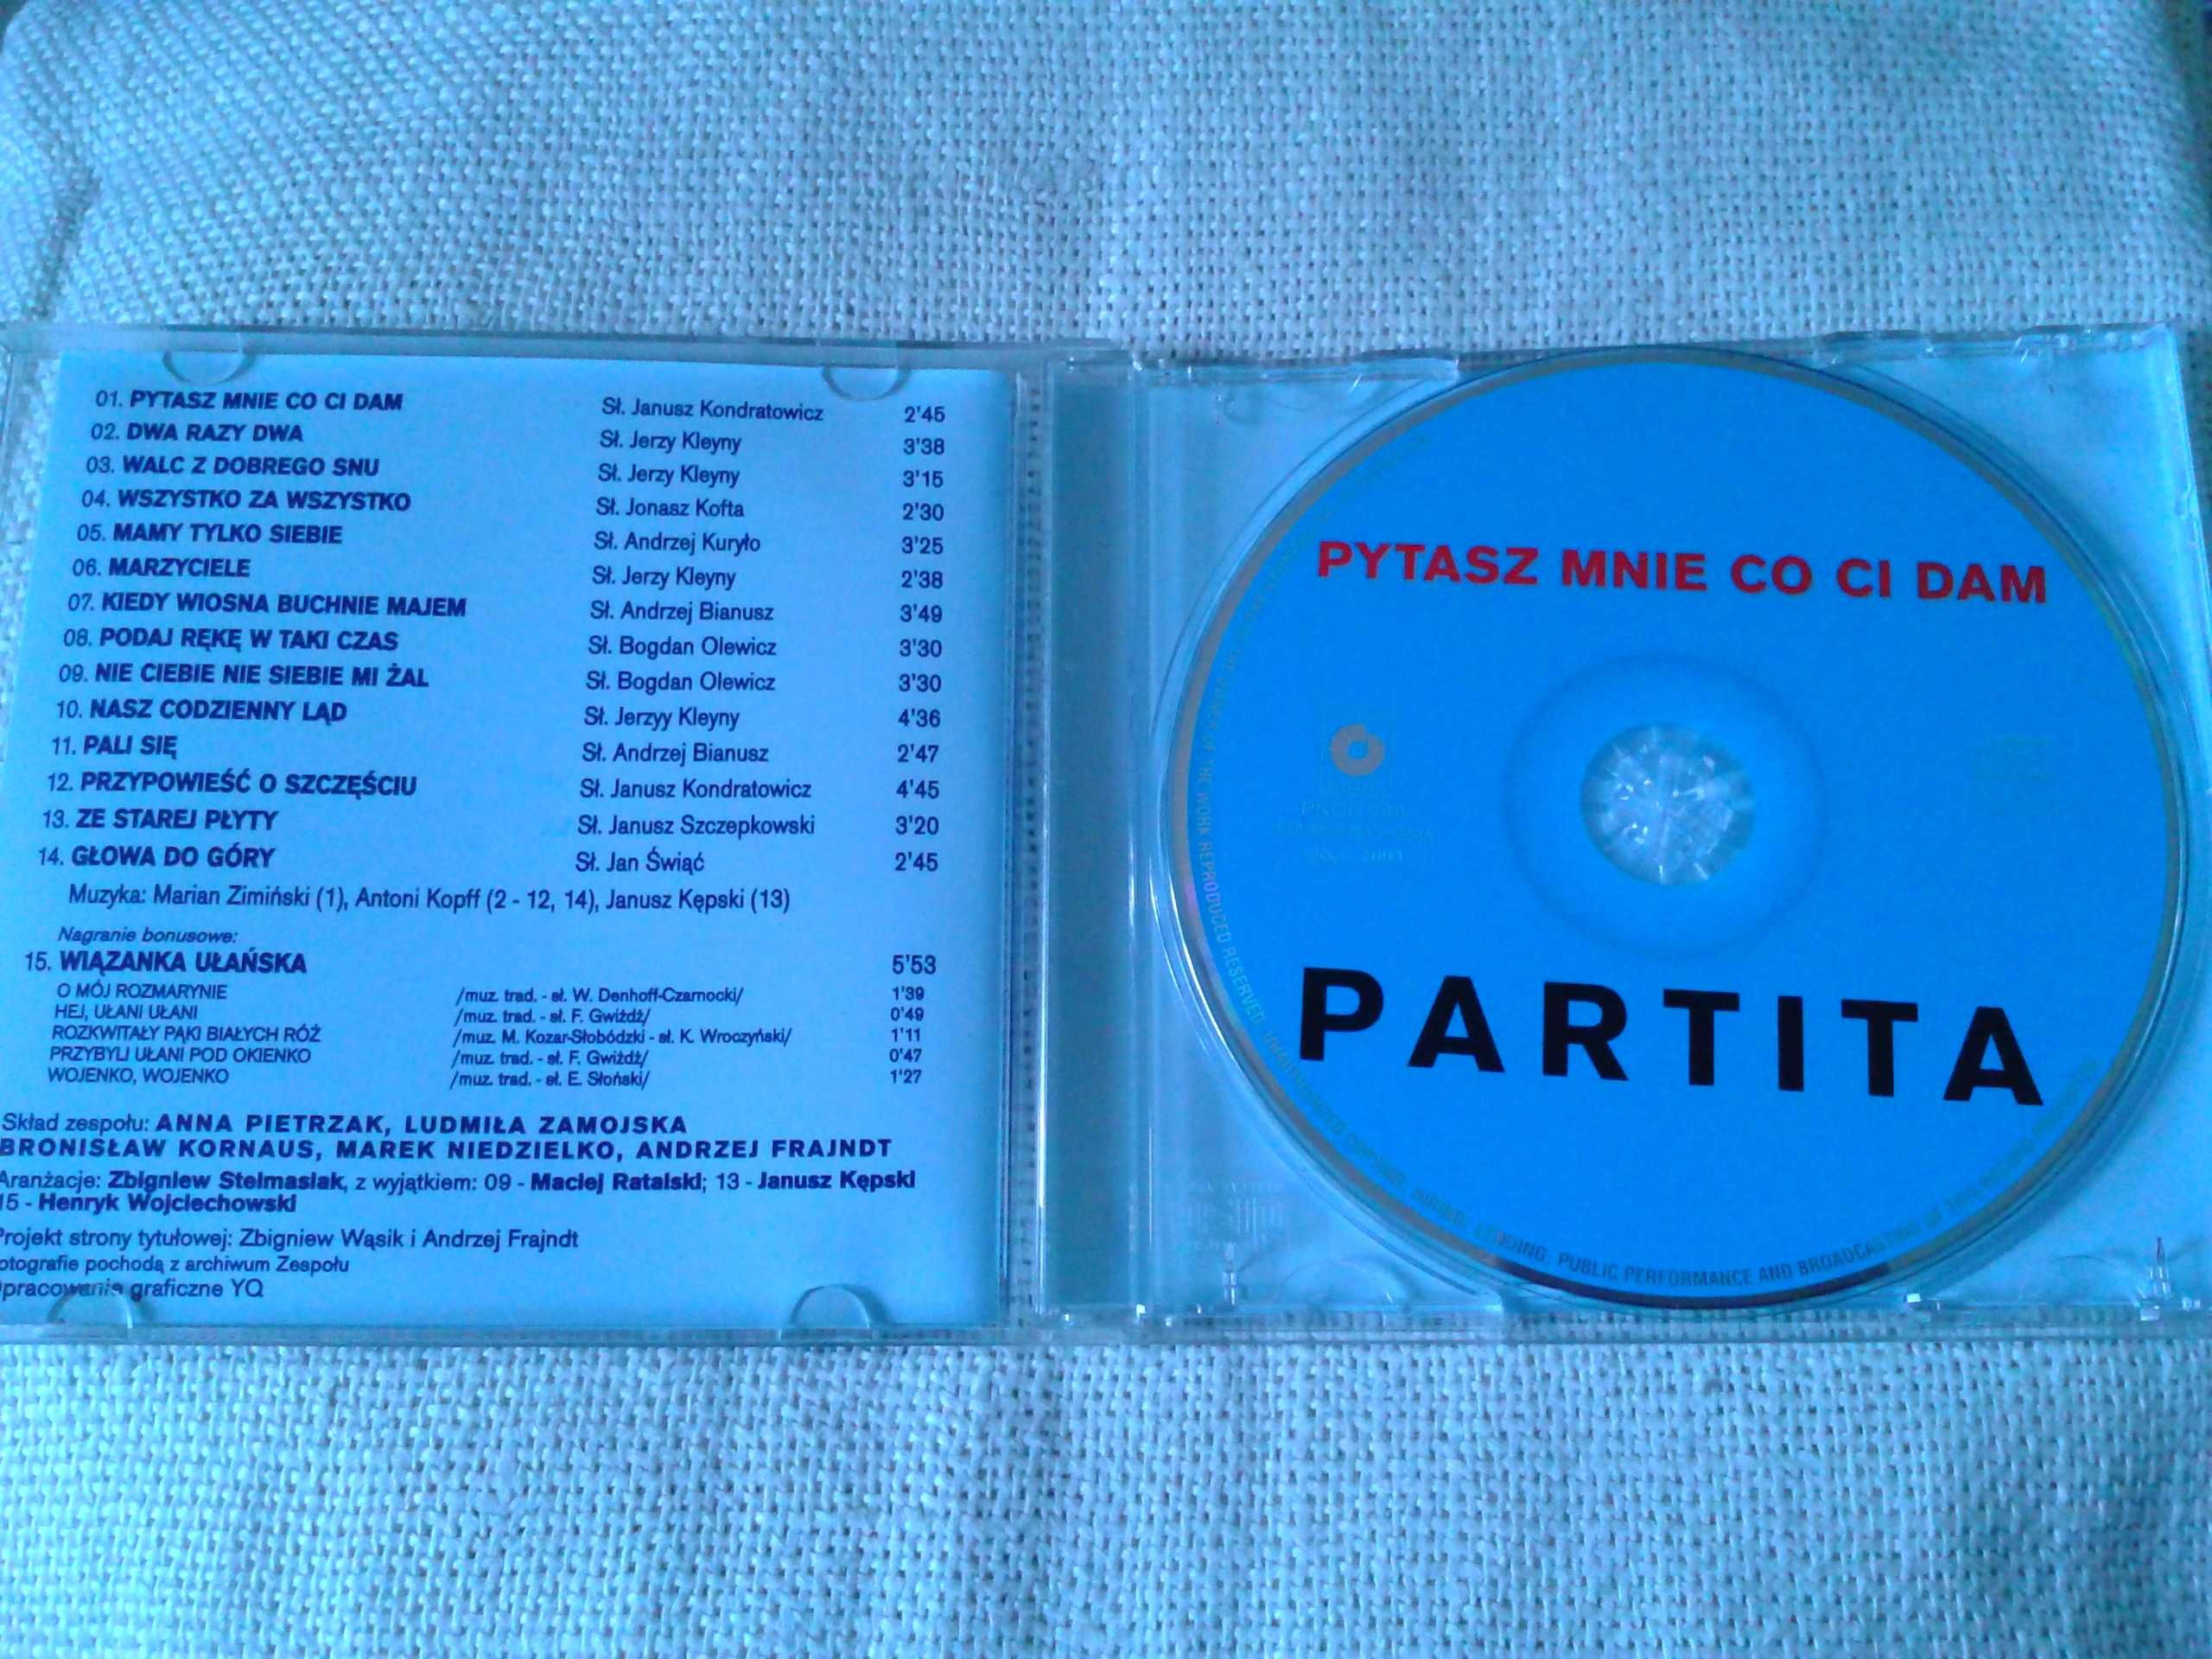 01. PYTASZ MNIE CO CI DAM Sł. Janusz Kondratowicz 2'45
02. DWA RAZY DWA Sł. Jerzy Kleyny 3'38
03. WALC Z DOBREGO SNU Sł. Jerzy Kleyny 3'15
04. WSZYSTKO ZA WSZYSTKO Sł. Jonasz Kofta 2'30
05. MAMY TYLKO SIEBIE Sł. Andrzej Kuryło 3'25
06. MARZYCIELE Sł. Jerzy Kleyny 2'38
07. KIEDY WIOSNA BUCHNIE MAJEM Sł. Andrzej Bianusz 3'49
08. PODAJ RĘKĘ W TAKI CZAS Sł. Bogdan Olewicz 3'30
09. NIE CIEBIE NIE SIEBIE MI ŻAL Sł. Bogdan Olewicz 3'30
10. NASZ CODZIENNY LĄD Sł. Jerzyy Kleyny 4'36
11. PALI SIĘ Sł. Andrzej Bianusz 2'47
12. PRZYPOWIEŚĆ O SZCZĘŚCIU Sł. Janusz Kondratowicz 4'45
13. ZE STAREJ PŁYTY Sł. Janusz Szczepkowski 3'20
14. GŁOWA DO GÓRY Sł. Jan Świąć 2'45
Muzyka: Marian Zimiński (1), Antoni Kopff (2 - 12, 14), Janusz Kępski (13)
Nagranie bonusowe:
15. WIĄZANKA UŁAŃSKA 5'53
O MÓJ ROZMARYNIE /muz. trad. - sł. W. Denhoff-Czarnocki/ 1'39
HEJ, UŁANI UŁANI /muz. trad. - sł. F. Gwiżdż/ 0'49
ROZKWITAŁY PĄKI BIAŁYCH RÓŻ /muz. M. Kozar-Słobódzki - sł. K. Wroczyński/ 1'11
PRZYBYLI UŁANI POD OKIENKO /muz. trad. - sł. F. Gwiżdż/ 0'47
WOJENKO, WOJENKO /muz. trad. - sł. E. Słoński/ 1'27
Skład zespołu: ANNA PIETRZAK, LUDMIŁA ZAMOJSKA
BRONISŁAW KORNAUS, MAREK NIEDZIELKO, ANDRZEJ FRAJNDT
Aranżacje: Zbigniew Stelmasiak, z wyjątkiem: 09 - Maciej Ratalski; 13 - Janusz Kępski
15 - Henryk Wojciechowski
Projekt strony tytułowej: Zbigniew Wąsik i Andrzej Frajndt
otografie pochodą z archiwum Zespołu
pracowanie graficzne YQ
PYTASZ MNIE CO CI DAM
PARTITA
OF THE WORK REPRODUCED RESERVED. UNAUTHORIZED COPYING, HIRING, LENDING, PUBLIC PERFORMANCE AND BROADCASTING OF THIS